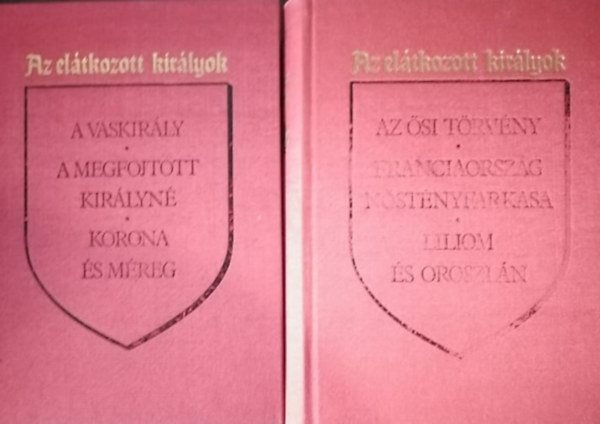 Az elátkozott királyok
A VASKIRÁLY
•
A MEGFOJTOTT
KIRÁLYNÉ
•
KORONA
ÉS MÉREG
Az elátkozott királyok
AZ ŐSI TÖRVÉNY
•
FRANCIAORSZÁG
NŐSTÉNYFARKASA
•
LILIOM
ÉS OROSZLÁN